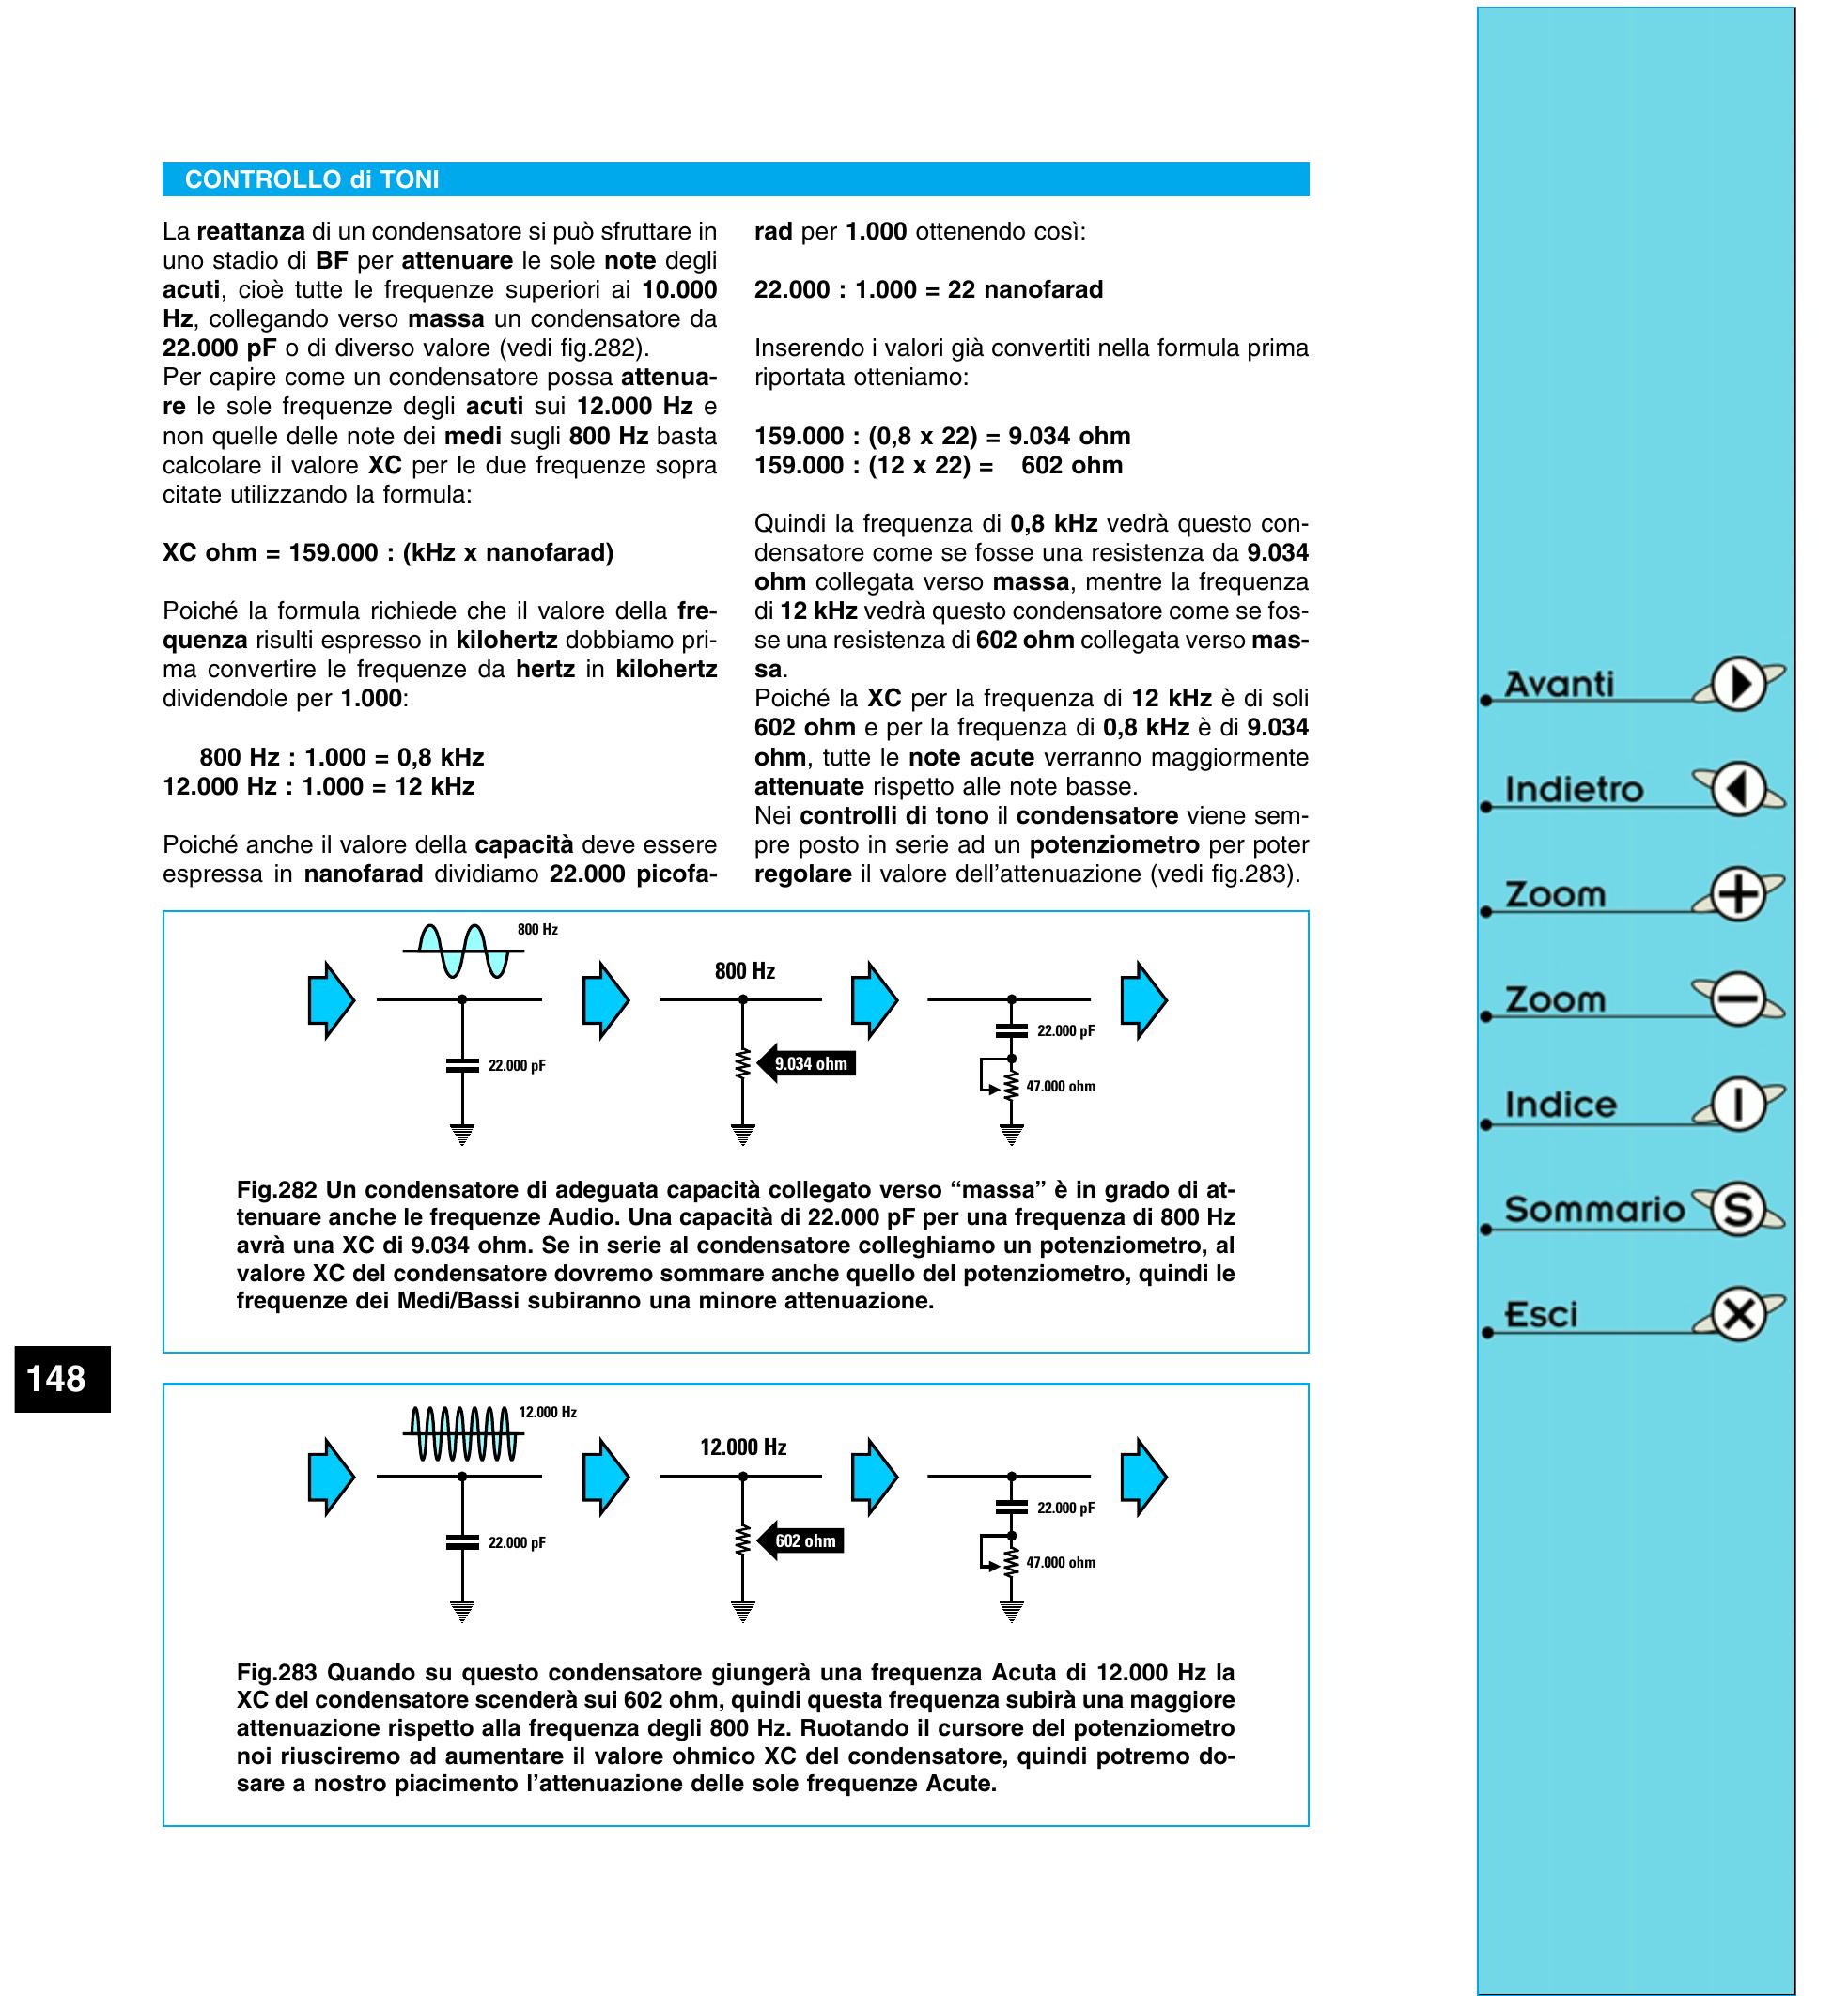 CONTROLLO di TONI
La reattanza di un condensatore si può sfruttare in
uno stadio di BF per attenuare le sole note degli
acuti, cioè tutte le frequenze superiori ai 10.000
Hz, collegando verso massa un condensatore da
22.000 pF o di diverso valore (vedi fig.282).
Per capire come un condensatore possa attenua-
re le sole frequenze degli acuti sui 12.000 Hz e
non quelle delle note dei medi sugli 800 Hz basta
calcolare il valore XC per le due frequenze sopra
citate utilizzando la formula:
XC ohm = 159.000 : (kHz x nanofarad)
Poiché la formula richiede che il valore della fre-
quenza risulti espresso in kilohertz dobbiamo pri-
ma convertire le frequenze da hertz in kilohertz
dividendole per 1.000:
800 Hz : 1.000 = 0,8 kHz
12.000 Hz : 1.000 = 12 kHz
Poiché anche il valore della capacità deve essere
espressa in nanofarad dividiamo 22.000 picofa-
rad per 1.000 ottenendo così:
22.000 : 1.000 = 22 nanofarad
Inserendo i valori già convertiti nella formula prima
riportata otteniamo:
159.000 : (0,8 x 22) = 9.034 ohm
159.000 : (12 x 22) = 602 ohm
Quindi la frequenza di 0,8 kHz vedrà questo con-
densatore come se fosse una resistenza da 9.034
ohm collegata verso massa, mentre la frequenza
di 12 kHz vedrà questo condensatore come se fos-
se una resistenza di 602 ohm collegata verso mas-
sa.
Poiché la XC per la frequenza di 12 kHz è di soli
602 ohm e per la frequenza di 0,8 kHz è di 9.034
ohm, tutte le note acute verranno maggiormente
attenuate rispetto alle note basse.
Nei controlli di tono il condensatore viene sem-
pre posto in serie ad un potenziometro per poter
regolare il valore dell'attenuazione (vedi fig.283).
800 Hz
22.000 pF
800 Hz
9.034 ohm
22.000 pF
47.000 ohm
Fig.282 Un condensatore di adeguata capacità collegato verso “massa” è in grado di at-
tenuare anche le frequenze Audio. Una capacità di 22.000 pF per una frequenza di 800 Hz
avrà una XC di 9.034 ohm. Se in serie al condensatore colleghiamo un potenziometro, al
valore XC del condensatore dovremo sommare anche quello del potenziometro, quindi le
frequenze dei Medi/Bassi subiranno una minore attenuazione.
148
12.000 Hz
22.000 pF
12.000 Hz
602 ohm
22.000 pF
47.000 ohm
Fig.283 Quando su questo condensatore giungerà una frequenza Acuta di 12.000 Hz la
XC del condensatore scenderà sui 602 ohm, quindi questa frequenza subirà una maggiore
attenuazione rispetto alla frequenza degli 800 Hz. Ruotando il cursore del potenziometro
noi riusciremo ad aumentare il valore ohmico XC del condensatore, quindi potremo do-
sare a nostro piacimento l'attenuazione delle sole frequenze Acute.
Avanti
Indietro
Zoom +
Zoom −
Indice I
Sommario S
Esci X